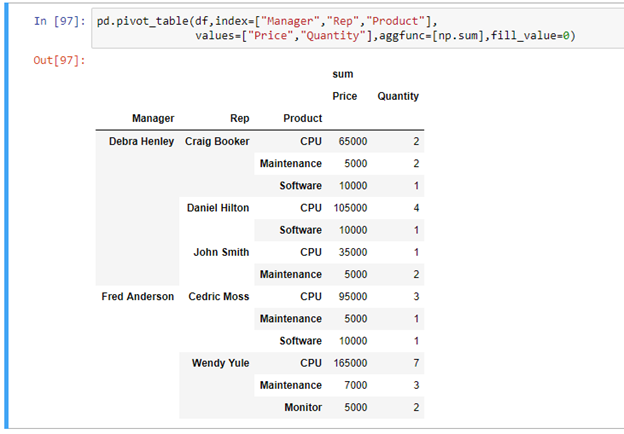 In [97]: pd.pivot_table(df,index=["Manager","Rep","Product"],
values=["Price","Quantity"],aggfunc=[np.sum],fill_value=0)
Out[97]:
sum
Price Quantity
Manager Rep Product
Debra Henley Craig Booker CPU 65000 2
Maintenance 5000 2
Software 10000 1
Daniel Hilton CPU 105000 4
Software 10000 1
John Smith CPU 35000 1
Maintenance 5000 2
Fred Anderson Cedric Moss CPU 95000 3
Maintenance 5000 1
Software 10000 1
Wendy Yule CPU 165000 7
Maintenance 7000 3
Monitor 5000 2